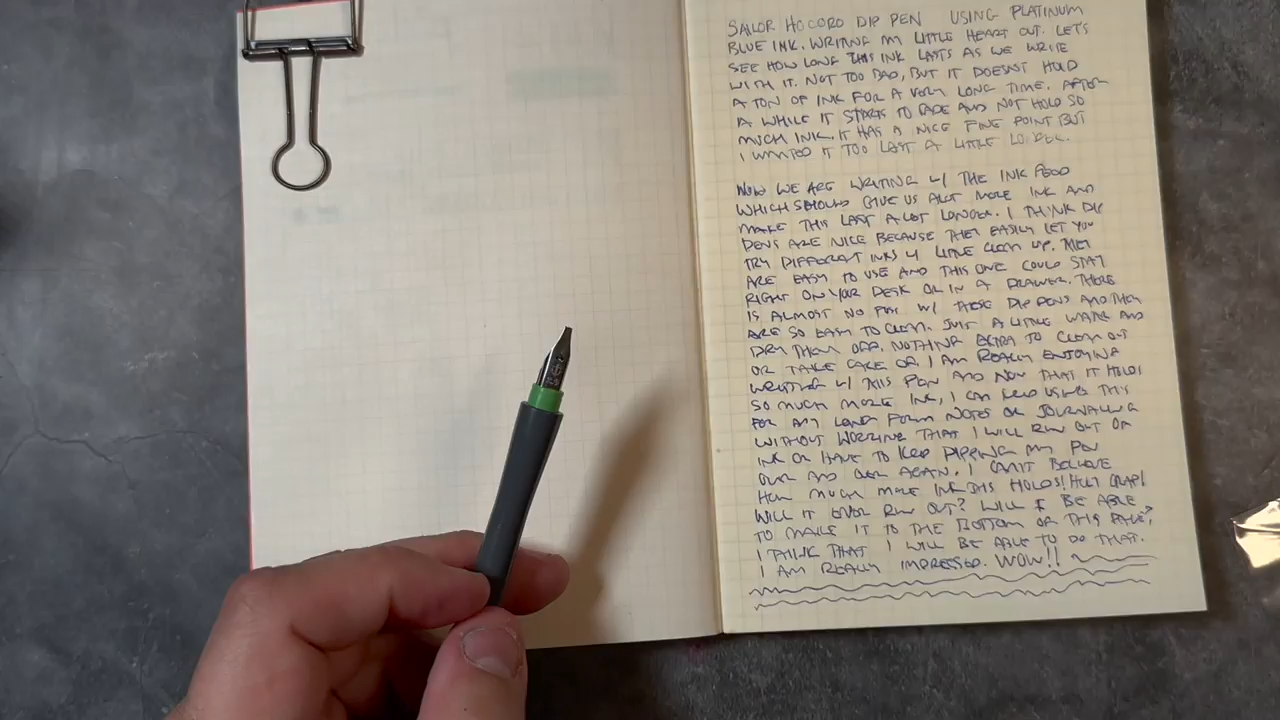 SAILOR HOCORO DIP PEN USING PLATINUM
BLUE INK. WRITING MY LITTLE HEART OUT. LET'S
SEE HOW LONG THIS INK LASTS AS WE WRITE
WITH IT. NOT TOO BAD, BUT IT DOESN'T HOLD
A TON OF INK FOR A VERY LONG TIME. AFTER
A WHILE IT STARTS TO FADE AND NOT HOLD SO
MUCH INK. IT HAS A NICE FINE POINT BUT
I WANTED IT TOO LAST A LITTLE LONGER.
NOW WE ARE WRITING W/ THE INK FEED
WHICH SHOULD GIVE US ALOT MORE INK AND
MAKE THIS LAST A LOT LONGER. I THINK DIP
PENS ARE NICE BECAUSE THEY EASILY LET YOU
TRY DIFFERENT INKS W/ LITTLE CLEAN UP. THEY
ARE EASY TO USE AND THIS ONE COULD STAY
RIGHT ON YOUR DESK OR IN A DRAWER. THERE
IS ALMOST NO W/ THESE DIP PENS AND THEY
ARE SO EASY TO CLEAN. JUST A LITTLE WATER AND
DRY THEM OFF. NOTHING EXTRA TO CLEAN OUT
OR TAKE CARE OF. I AM REALLY ENJOYING
WRITING W/ THIS PEN AND NOW THAT IT HOLDS
SO MUCH MORE INK, I CAN KEEP USING THIS
FOR MY LONG FORM NOTES OR JOURNALING
WITHOUT WORRYING THAT I WILL RUN OUT OF
INK OR HAVE TO KEEP DIPPING MY PEN
OVER AND OVER AGAIN. I CAN'T BELIEVE
HOW MUCH MORE INK THIS HOLDS! HOLY CRAP!
WILL IT EVER RUN OUT? WILL I BE ABLE
TO MAKE IT TO THE BOTTOM OF THIS PAGE?
I THINK THAT I WILL BE ABLE TO DO THAT.
I AM REALLY IMPRESSED. WOW!!